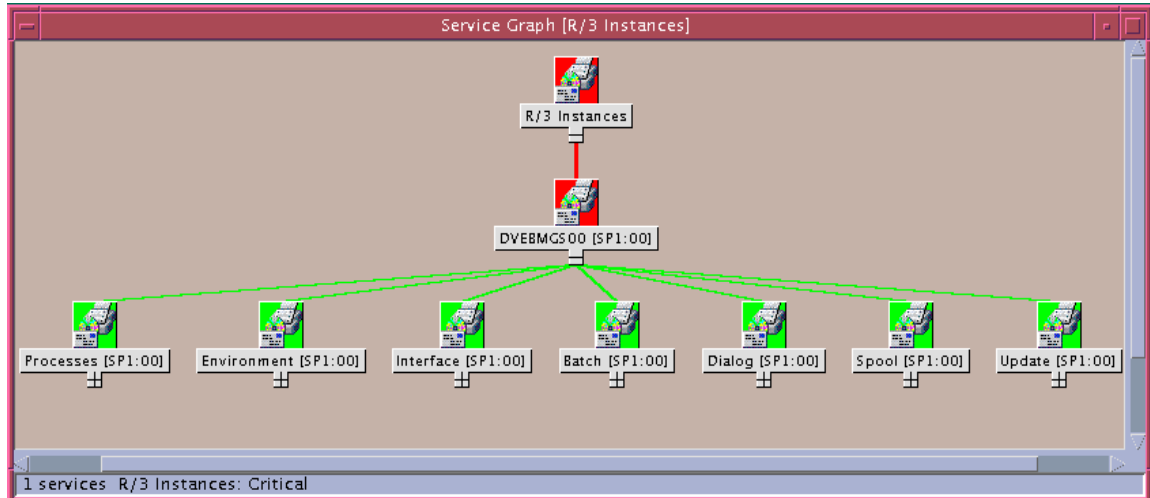 Service Graph [R/3 Instances]
R/3 Instances
DVEBMGS00 [SP1:00]
Processes [SP1:00]
Environment [SP1:00]
Interface [SP1:00]
Batch [SP1:00]
Dialog [SP1:00]
Spool [SP1:00]
Update [SP1:00]
1 services R/3 Instances: Critical